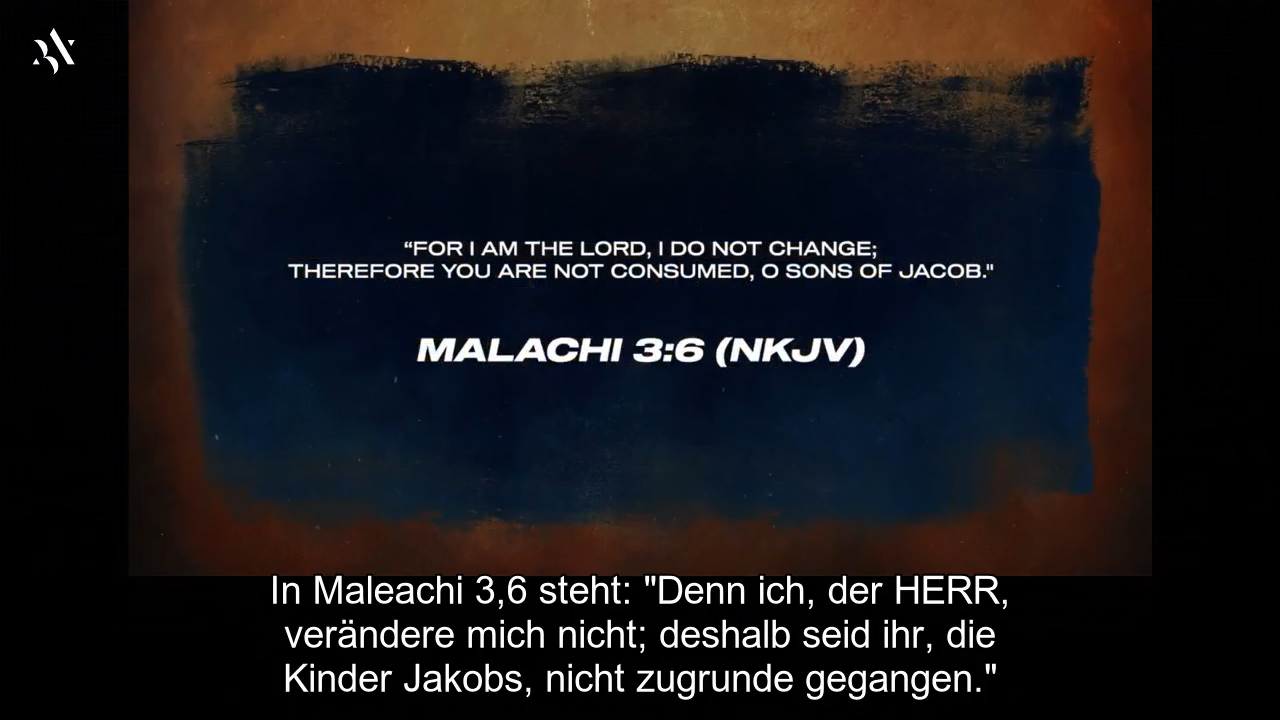 “FOR I AM THE LORD, I DO NOT CHANGE;
THEREFORE YOU ARE NOT CONSUMED, O SONS OF JACOB."
MALACHI 3:6 (NKJV)
In Maleachi 3,6 steht: "Denn ich, der HERR,
verändere mich nicht; deshalb seid ihr, die
Kinder Jakobs, nicht zugrunde gegangen."